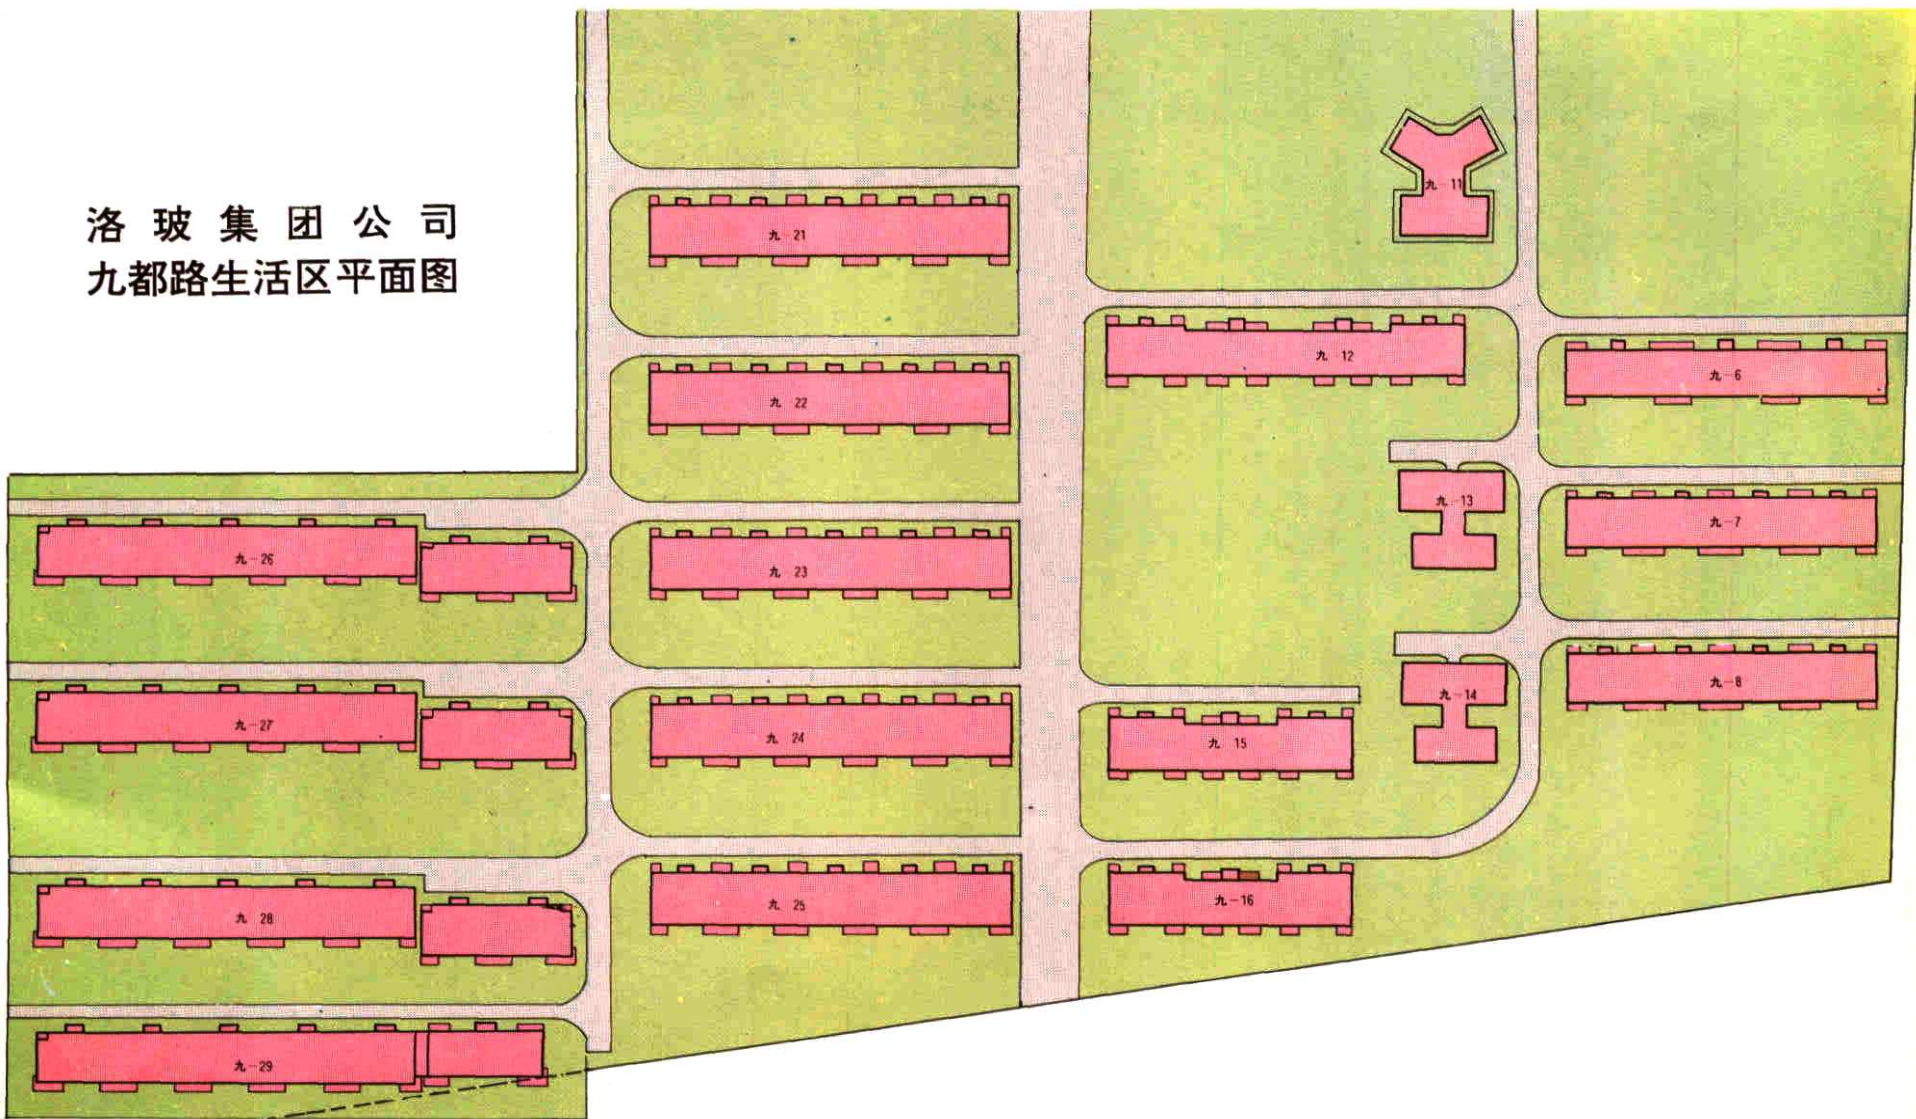 洛玻集团公司
九都路生活区平面图
九-11
九 21
九 12
九-6
九 22
九-13
九-7
九-26
九-23
九-14
九-8
九-27
九 24
九 15
九 28
九 25
九-16
九-29